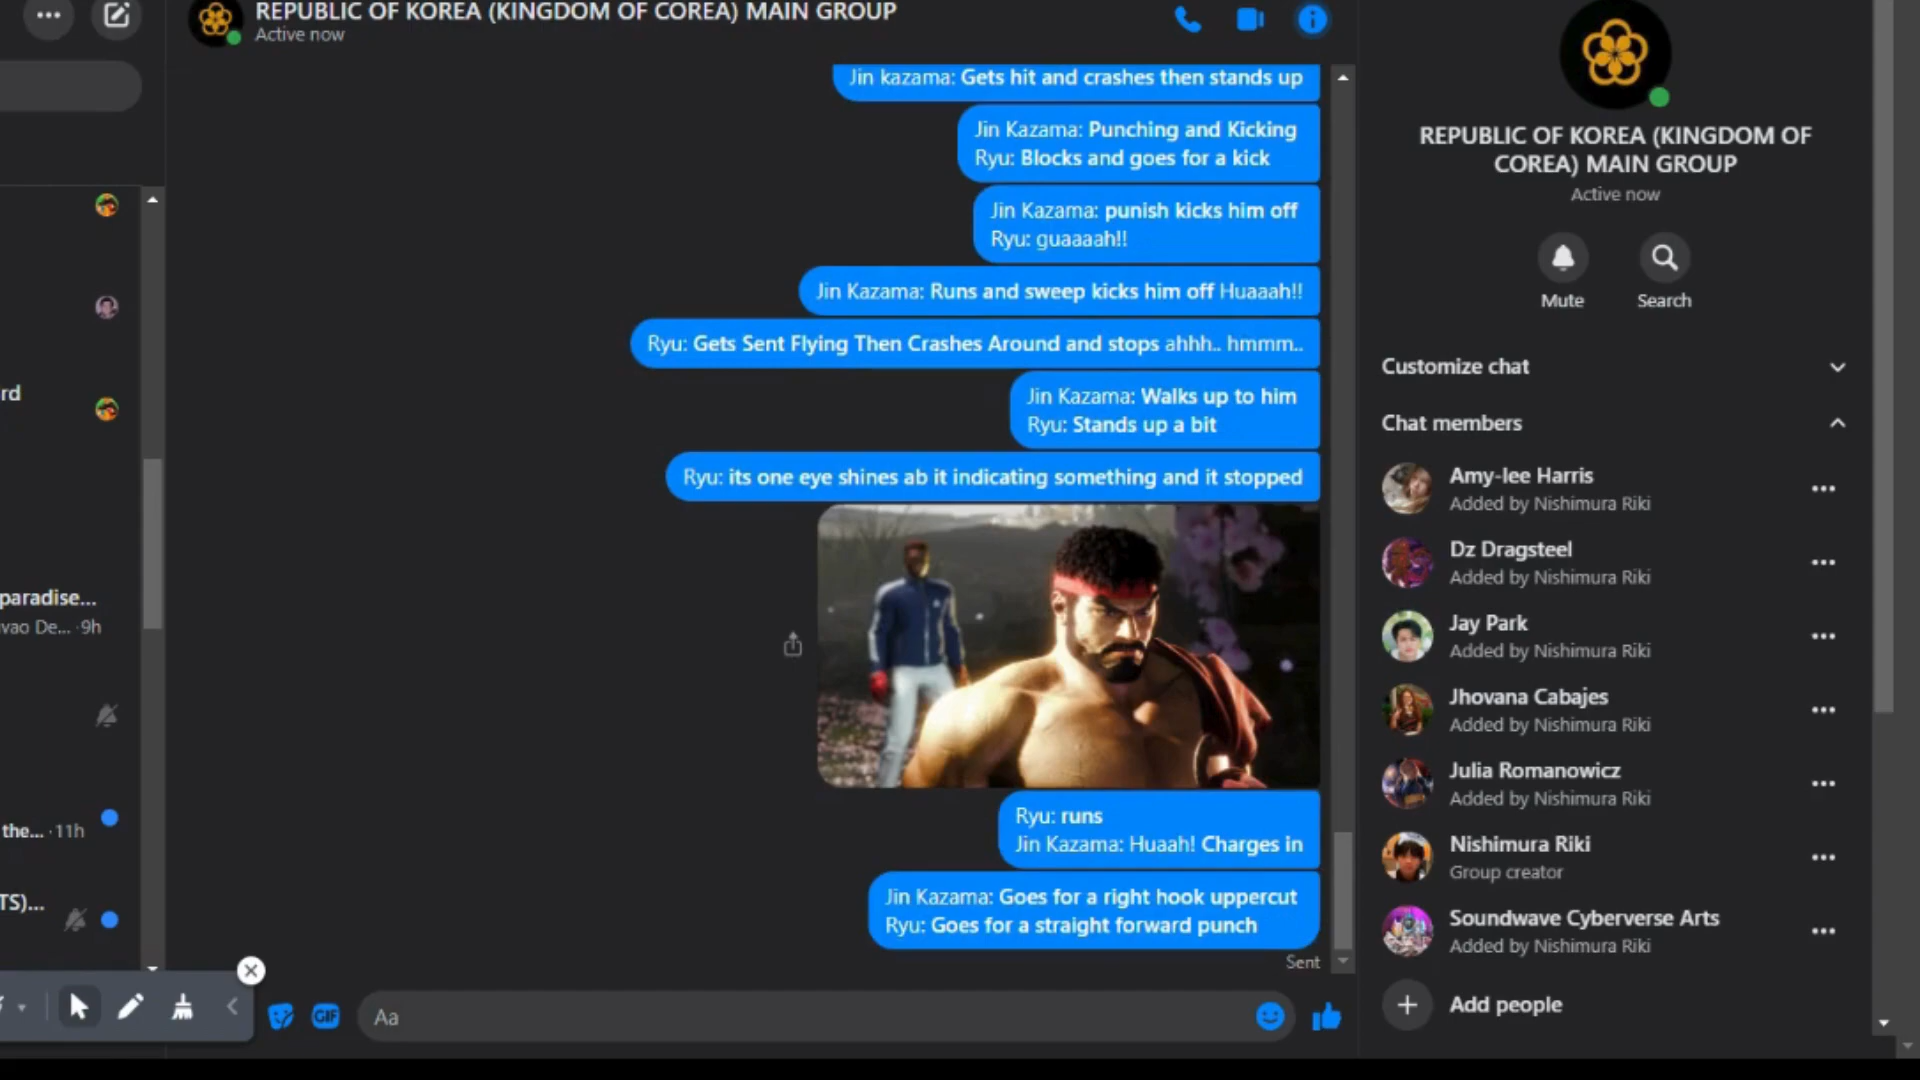 REPUBLIC OF KOREA (KINGDOM OF COREA) MAIN GROUP
Active now
Jin kazama: Gets hit and crashes then stands up
Jin Kazama: Punching and Kicking
Ryu: Blocks and goes for a kick
Jin Kazama: punish kicks him off
Ryu: guaaaah!!
Jin Kazama: Runs and sweep kicks him off Huaaah!!
Ryu: Gets Sent Flying Then Crashes Around and stops ahhh.. hmmm..
Jin Kazama: Walks up to him
Ryu: Stands up a bit
Ryu: its one eye shines ab it indicating something and it stopped
Ryu: runs
Jin Kazama: Huaah! Charges in
Jin Kazama: Goes for a right hook uppercut
Ryu: Goes for a straight forward punch
Sent
GIF
Aa
rd
paradise...
vao De... · 9h
the... · 11h
TS)...
REPUBLIC OF KOREA (KINGDOM OF
COREA) MAIN GROUP
Active now
Mute
Search
Customize chat
Chat members
Amy-lee Harris
Added by Nishimura Riki
Dz Dragsteel
Added by Nishimura Riki
Jay Park
Added by Nishimura Riki
Jhovana Cabajes
Added by Nishimura Riki
Julia Romanowicz
Added by Nishimura Riki
Nishimura Riki
Group creator
Soundwave Cyberverse Arts
Added by Nishimura Riki
Add people